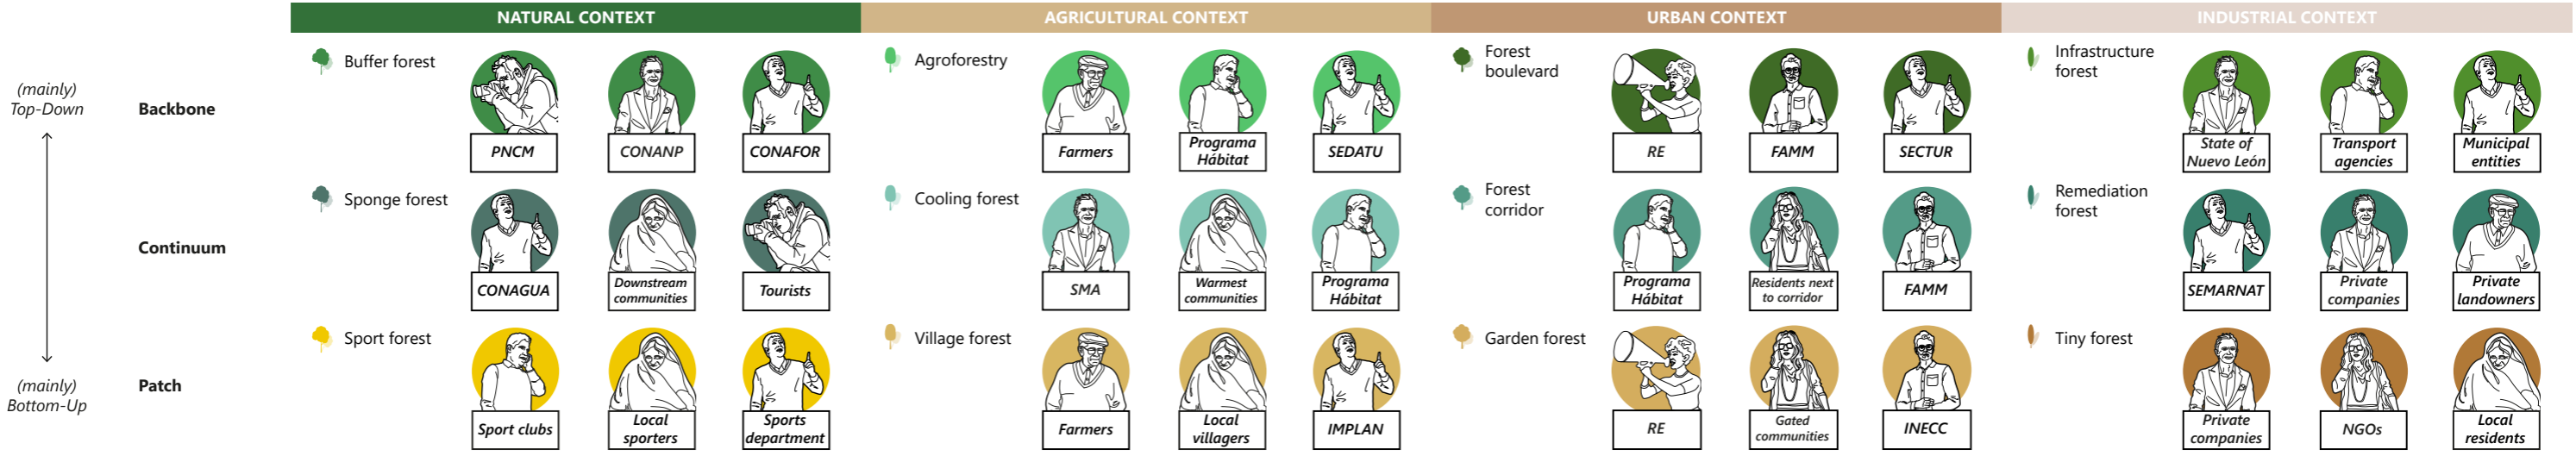 NATURAL CONTEXT
AGRICULTURAL CONTEXT
URBAN CONTEXT
INDUSTRIAL CONTEXT
(mainly)
Top-Down
Backbone
Buffer forest
PNCM
CONANP
CONAFOR
Agroforestry
Farmers
Programa
Hábitat
SEDATU
Forest
boulevard
RE
FAMM
SECTUR
Infrastructure
forest
State of
Nuevo León
Transport
agencies
Municipal
entities
Continuum
Sponge forest
CONAGUA
Downstream
communities
Tourists
Cooling forest
SMA
Warmest
communities
Programa
Hábitat
Forest
corridor
Programa
Hábitat
Residents next
to corridor
FAMM
Remediation
forest
SEMARNAT
Private
companies
Private
landowners
(mainly)
Bottom-Up
Patch
Sport forest
Sport clubs
Local
sporters
Sports
department
Village forest
Farmers
Local
villagers
IMPLAN
Garden forest
RE
Gated
communities
INECC
Tiny forest
Private
companies
NGOs
Local
residents